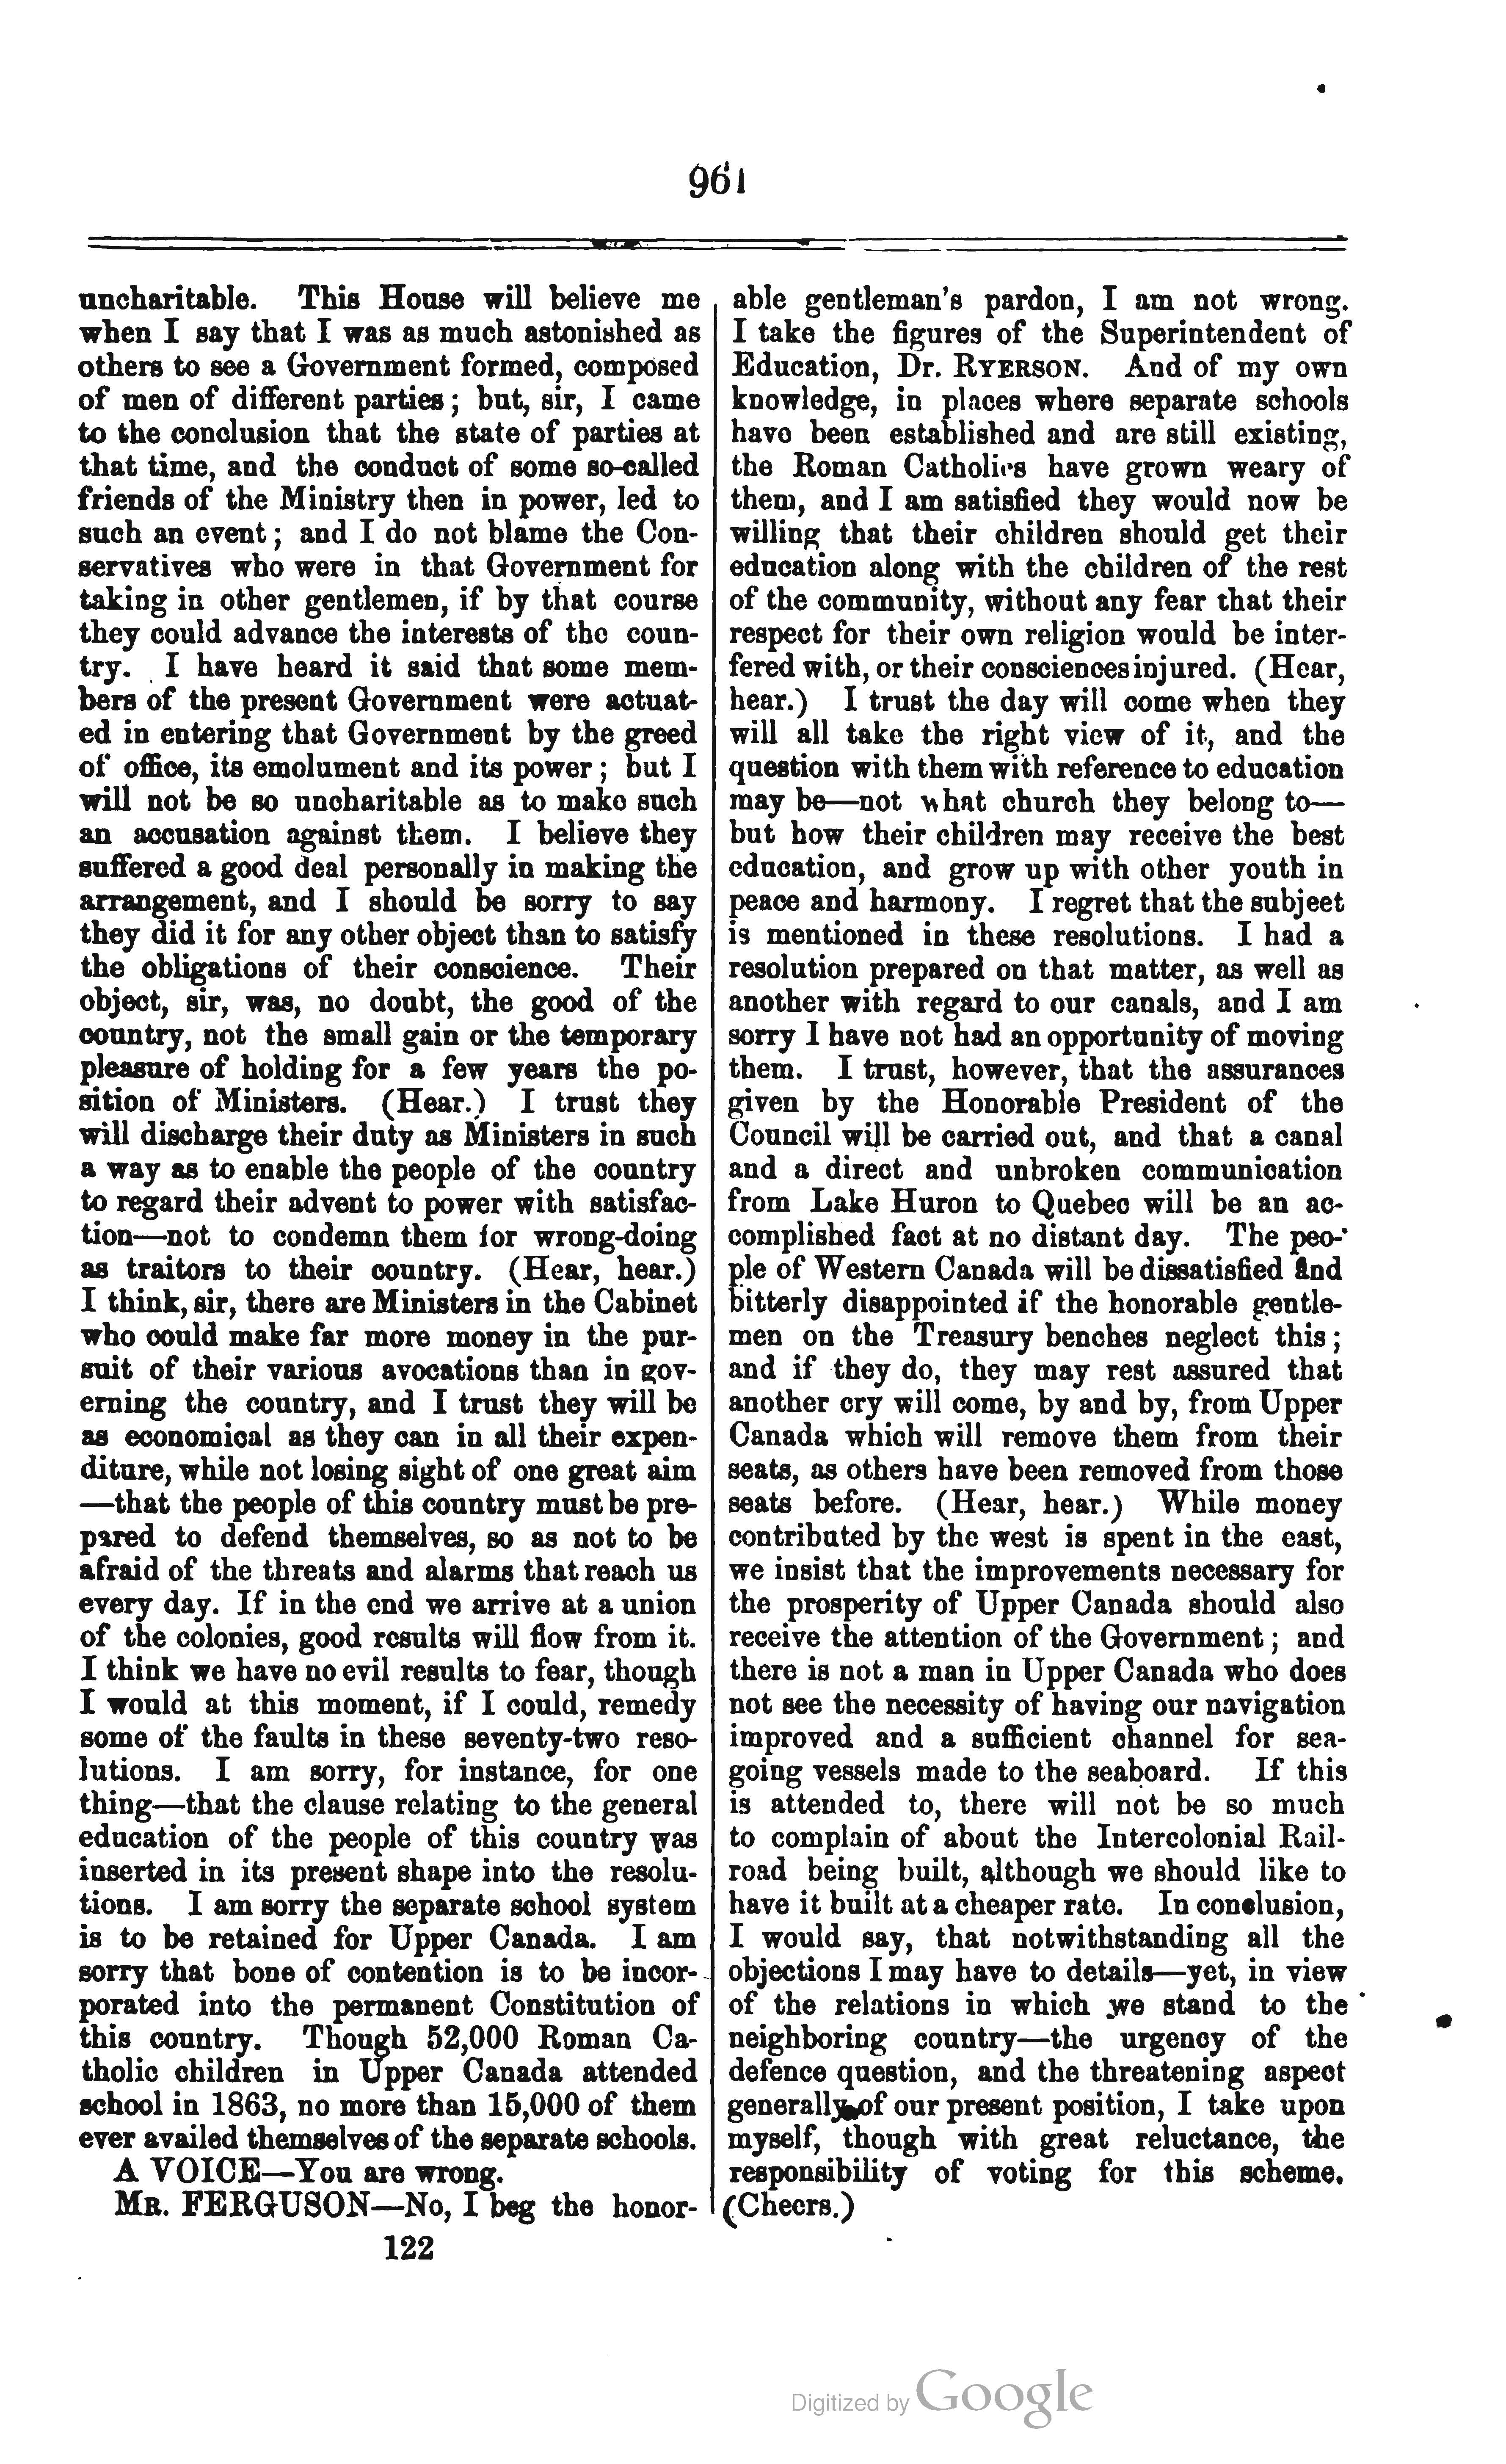 961
uncharitable. This House will believe me
when I say that I was as much astonished as
others to see a Government formed, composed
of men of different parties; but, sir, I came
to the conclusion that the state of parties at
that time, and the conduct of some so-called
friends of the Ministry then in power, led to
such an event; and I do not blame the Con-
servatives who were in that Government for
taking in other gentlemen, if by that course
they could advance the interests of the coun-
try. I have heard it said that some mem-
bers of the present Government were actuat-
ed in entering that Government by the greed
of office, its emolument and its power; but I
will not be so uncharitable as to make such
an accusation against them. I believe they
suffered a good deal personally in making the
arrangement, and I should be sorry to say
they did it for any other object than to satisfy
the obligations of their conscience. Their
object, sir, was, no doubt, the good of the
country, not the small gain or the temporary
pleasure of holding for a few years the po-
sition of Ministers. (Hear.) I trust they
will discharge their duty as Ministers in such
a way as to enable the people of the country
to regard their advent to power with satisfac-
tion—not to condemn them for wrong-doing
as traitors to their country. (Hear, hear.)
I think, sir, there are Ministers in the Cabinet
who could make far more money in the pur-
suit of their various avocations than in gov-
erning the country, and I trust they will be
as economical as they can in all their expen-
diture, while not losing sight of one great aim
—that the people of this country must be pre-
pared to defend themselves, so as not to be
afraid of the threats and alarms that reach us
every day. If in the end we arrive at a union
of the colonies, good results will flow from it.
I think we have no evil results to fear, though
I would at this moment, if I could, remedy
some of the faults in these seventy-two reso-
lutions. I am sorry, for instance, for one
thing—that the clause relating to the general
education of the people of this country was
inserted in its present shape into the resolu-
tions. I am sorry the separate school system
is to be retained for Upper Canada. I am
sorry that bone of contention is to be incor-
porated into the permanent Constitution of
this country. Though 52,000 Roman Ca-
tholic children in Upper Canada attended
school in 1863, no more than 15,000 of them
ever availed themselves of the separate schools.
A VOICE—You are wrong.
MR. FERGUSON—No, I beg the honor-
122
able gentleman's pardon, I am not wrong.
I take the figures of the Superintendent of
Education, Dr. RYERSON. And of my own
knowledge, in places where separate schools
have been established and are still existing,
the Roman Catholics have grown weary of
them, and I am satisfied they would now be
willing that their children should get their
education along with the children of the rest
of the community, without any fear that their
respect for their own religion would be inter-
fered with, or their consciences injured. (Hear,
hear.) I trust the day will come when they
will all take the right view of it, and the
question with them with reference to education
may be—not what church they belong to—
but how their children may receive the best
education, and grow up with other youth in
peace and harmony. I regret that the subject
is mentioned in these resolutions. I had a
resolution prepared on that matter, as well as
another with regard to our canals, and I am
sorry I have not had an opportunity of moving
them. I trust, however, that the assurances
given by the Honorable President of the
Council will be carried out, and that a canal
and a direct and unbroken communication
from Lake Huron to Quebec will be an ac-
complished fact at no distant day. The peo-
ple of Western Canada will be dissatisfied and
bitterly disappointed if the honorable gentle-
men on the Treasury benches neglect this;
and if they do, they may rest assured that
another cry will come, by and by, from Upper
Canada which will remove them from their
seats, as others have been removed from those
seats before. (Hear, hear.) While money
contributed by the west is spent in the east,
we insist that the improvements necessary for
the prosperity of Upper Canada should also
receive the attention of the Government; and
there is not a man in Upper Canada who does
not see the necessity of having our navigation
improved and a sufficient channel for sea-
going vessels made to the seaboard. If this
is attended to, there will not be so much
to complain of about the Intercolonial Rail-
road being built, although we should like to
have it built at a cheaper rate. In conclusion,
I would say, that notwithstanding all the
objections I may have to details—yet, in view
of the relations in which we stand to the
neighboring country—the urgency of the
defence question, and the threatening aspect
generally of our present position, I take upon
myself, though with great reluctance, the
responsibility of voting for this scheme.
(Cheers.)
Digitized by Google